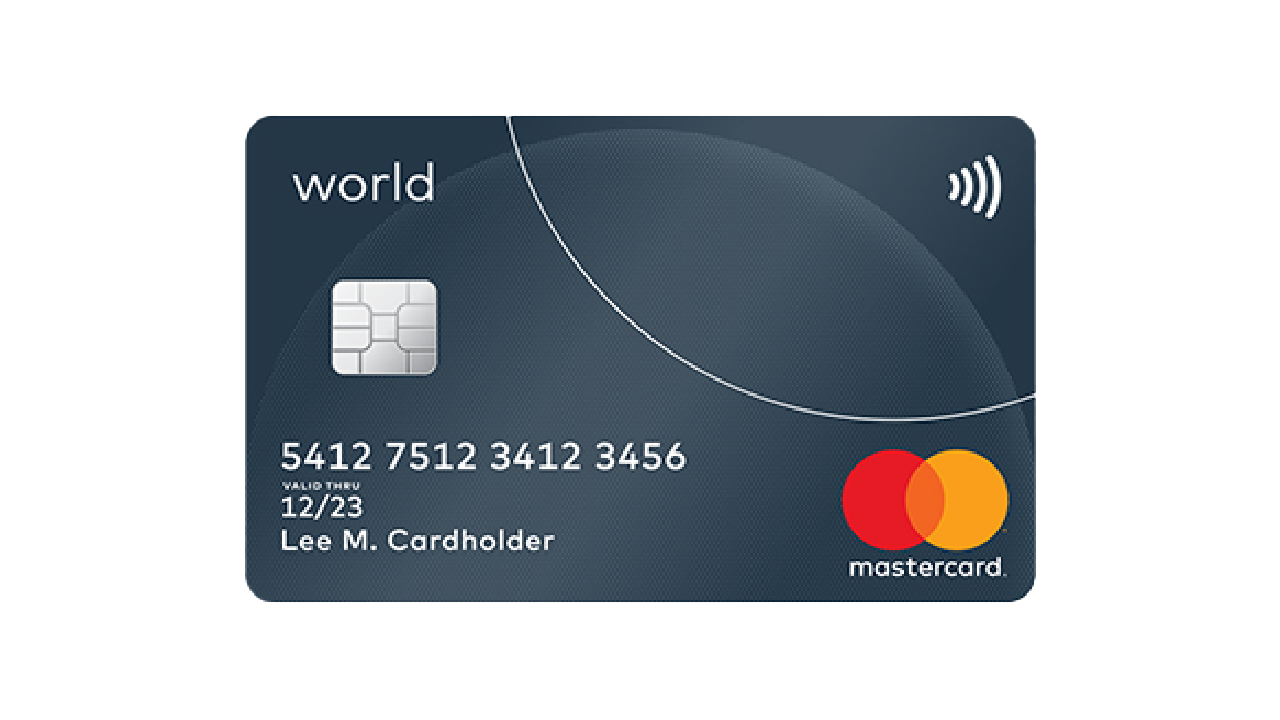 world
5412 7512 3412 3456
VALID THRU
12/23
Lee M. Cardholder
mastercard.